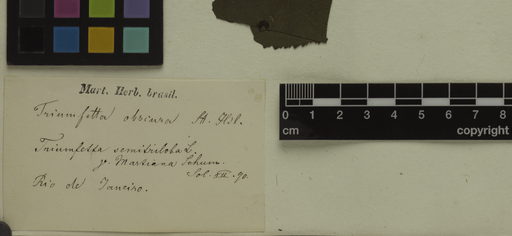 Mart. Herb. brasil.
Triumfetta obscura St. Hil.
Triumfetta semitriloba L.
v. Martiana Schum.
Sol. XII. 90.
Rio de Janeiro.
0 1 2 3 4 5 6 7 8
cm copyright